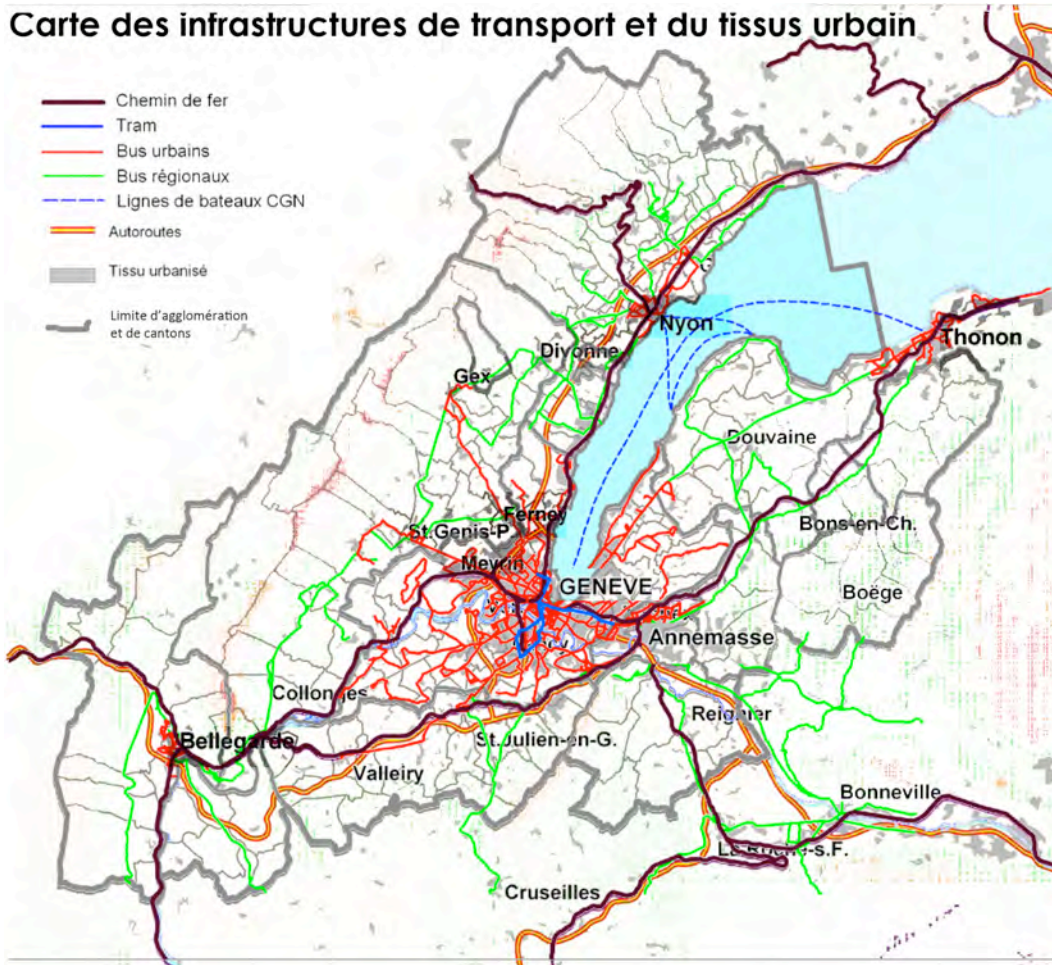 Carte des infrastructures de transport et du tissus urbain
Chemin de fer
Tram
Bus urbains
Bus régionaux
Lignes de bateaux CGN
Autoroutes
Tissu urbanisé
Limite d'agglomération
et de cantons
Nyon
Thonon
Divonne
Gex
Douvaine
Ferney
St.Genis-P.
Bons-en-Ch.
Meyrin
GENEVE
Boëge
Annemasse
Collonges
Reignier
Bellegarde
St.Julien-en-G.
Valleiry
Bonneville
La Roche-s.F.
Cruseilles